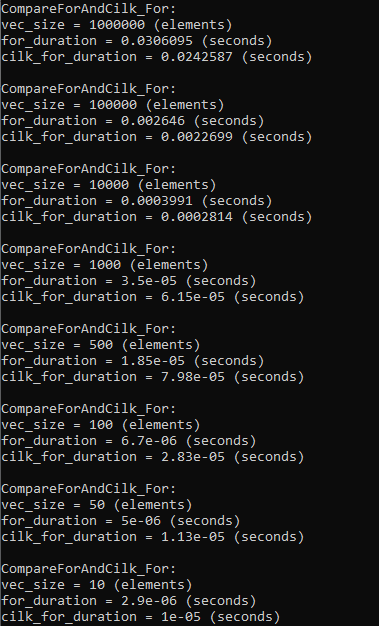 CompareForAndCilk_For:
vec_size = 1000000 (elements)
for_duration = 0.0306095 (seconds)
cilk_for_duration = 0.0242587 (seconds)
CompareForAndCilk_For:
vec_size = 100000 (elements)
for_duration = 0.002646 (seconds)
cilk_for_duration = 0.0022699 (seconds)
CompareForAndCilk_For:
vec_size = 10000 (elements)
for_duration = 0.0003991 (seconds)
cilk_for_duration = 0.0002814 (seconds)
CompareForAndCilk_For:
vec_size = 1000 (elements)
for_duration = 3.5e-05 (seconds)
cilk_for_duration = 6.15e-05 (seconds)
CompareForAndCilk_For:
vec_size = 500 (elements)
for_duration = 1.85e-05 (seconds)
cilk_for_duration = 7.98e-05 (seconds)
CompareForAndCilk_For:
vec_size = 100 (elements)
for_duration = 6.7e-06 (seconds)
cilk_for_duration = 2.83e-05 (seconds)
CompareForAndCilk_For:
vec_size = 50 (elements)
for_duration = 5e-06 (seconds)
cilk_for_duration = 1.13e-05 (seconds)
CompareForAndCilk_For:
vec_size = 10 (elements)
for_duration = 2.9e-06 (seconds)
cilk_for_duration = 1e-05 (seconds)